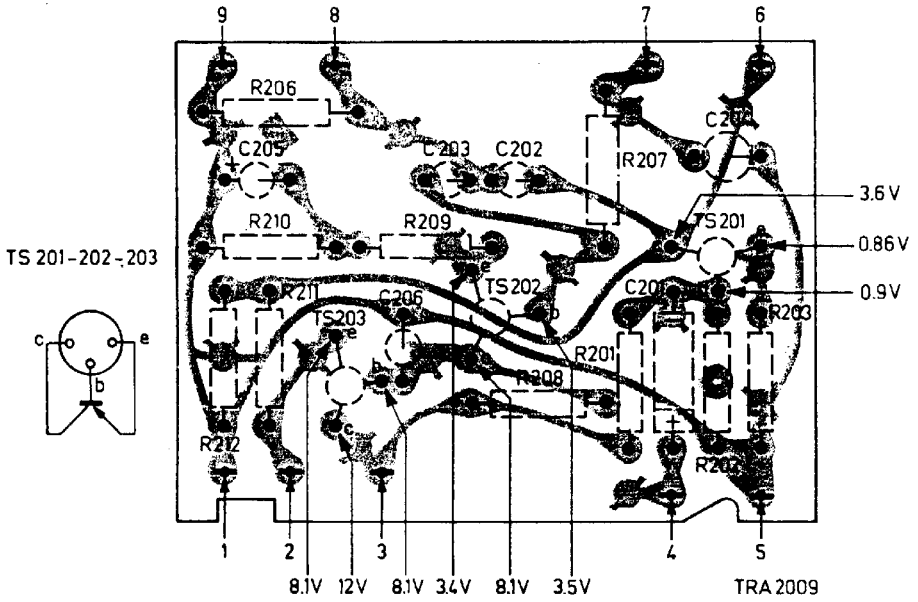 9 8 7 6
R206
C205 C203 C202 R207 C204
3.6V
R210 R209 TS201
0.86V
TS 201-202-203
c e
b
e
TS202
0.9V
R211 C206 b C201 R203
TS203
e
R201
b R208
c
R212 R202
1 2 3 4 5
8.1V 12V 8.1V 3.4V 8.1V 3.5V TRA2009